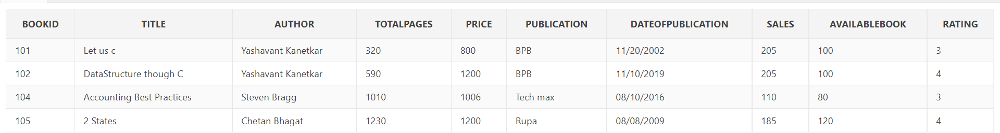 BOOKID TITLE AUTHOR TOTALPAGES PRICE PUBLICATION DATEOFPUBLICATION SALES AVAILABLEBOOK RATING
101 Let us c Yashavant Kanetkar 320 800 BPB 11/20/2002 205 100 3
102 DataStructure though C Yashavant Kanetkar 590 1200 BPB 11/10/2019 205 100 4
104 Accounting Best Practices Steven Bragg 1010 1006 Tech max 08/10/2016 110 80 3
105 2 States Chetan Bhagat 1230 1200 Rupa 08/08/2009 185 120 4